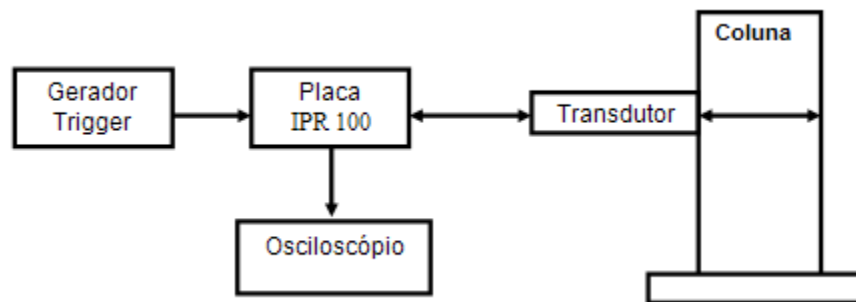 Coluna
Gerador
Trigger
Placa
IPR 100
Transdutor
Osciloscópio